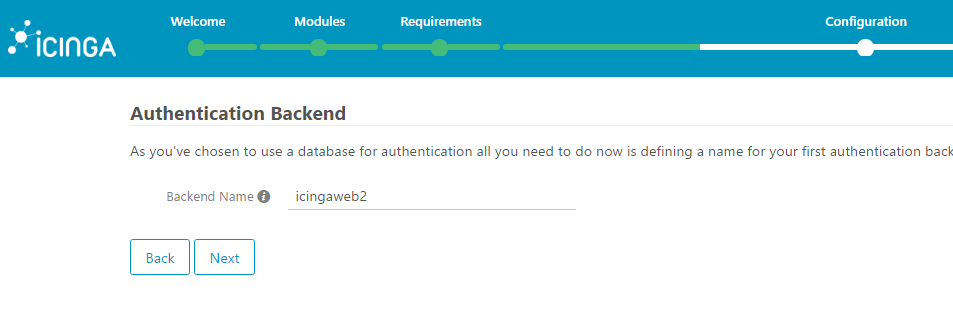 Welcome Modules Requirements Configuration
iCINGA
Authentication Backend
As you've chosen to use a database for authentication all you need to do now is defining a name for your first authentication back
Backend Name icingaweb2
Back Next